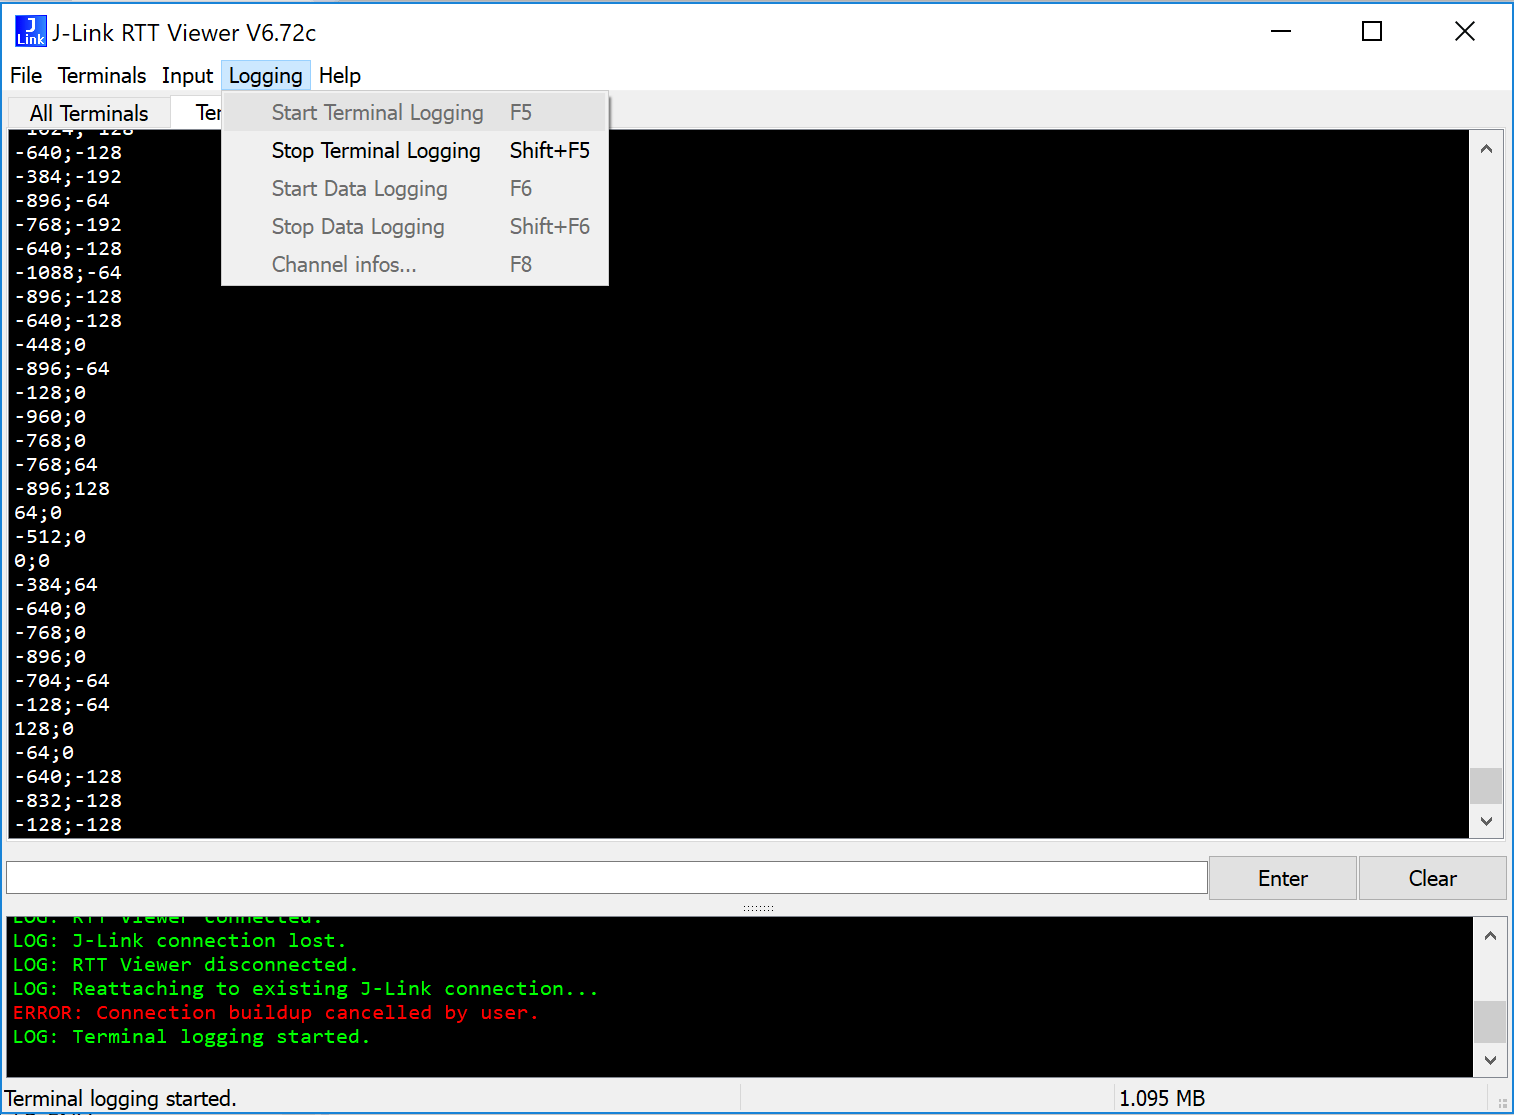 J Link J-Link RTT Viewer V6.72c
File Terminals Input Logging Help
All Terminals Ter
Start Terminal Logging F5
Stop Terminal Logging Shift+F5
Start Data Logging F6
Stop Data Logging Shift+F6
Channel infos... F8
-1024;-128
-640;-128
-384;-192
-896;-64
-768;-192
-640;-128
-1088;-64
-896;-128
-640;-128
-448;0
-896;-64
-128;0
-960;0
-768;0
-768;64
-896;128
64;0
-512;0
0;0
-384;64
-640;0
-768;0
-896;0
-704;-64
-128;-64
128;0
-64;0
-640;-128
-832;-128
-128;-128
Enter Clear
LOG: RTT Viewer connected.
LOG: J-Link connection lost.
LOG: RTT Viewer disconnected.
LOG: Reattaching to existing J-Link connection...
ERROR: Connection buildup cancelled by user.
LOG: Terminal logging started.
Terminal logging started. 1.095 MB